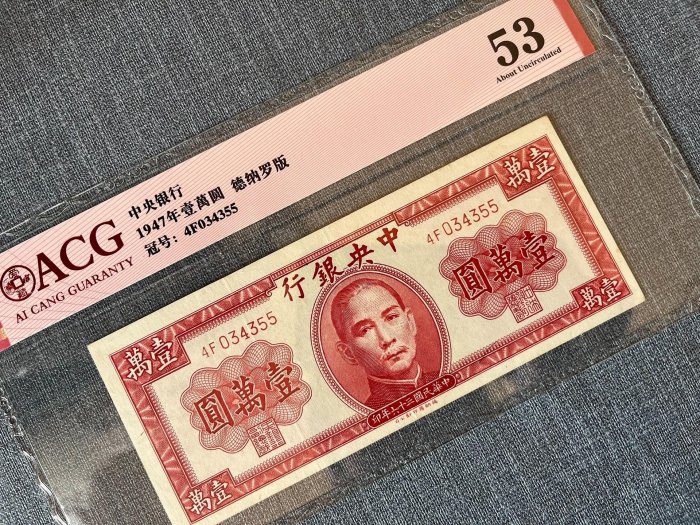 ACG
AI CANG GUARANTY
中央银行
1947年壹萬圓 德纳罗版
冠号：4F034355
53
About Uncirculated
中央銀行
壹萬
壹萬
4F034355
4F034355
壹萬圓
壹萬圓
中華民國三十六年印
壹萬
壹萬